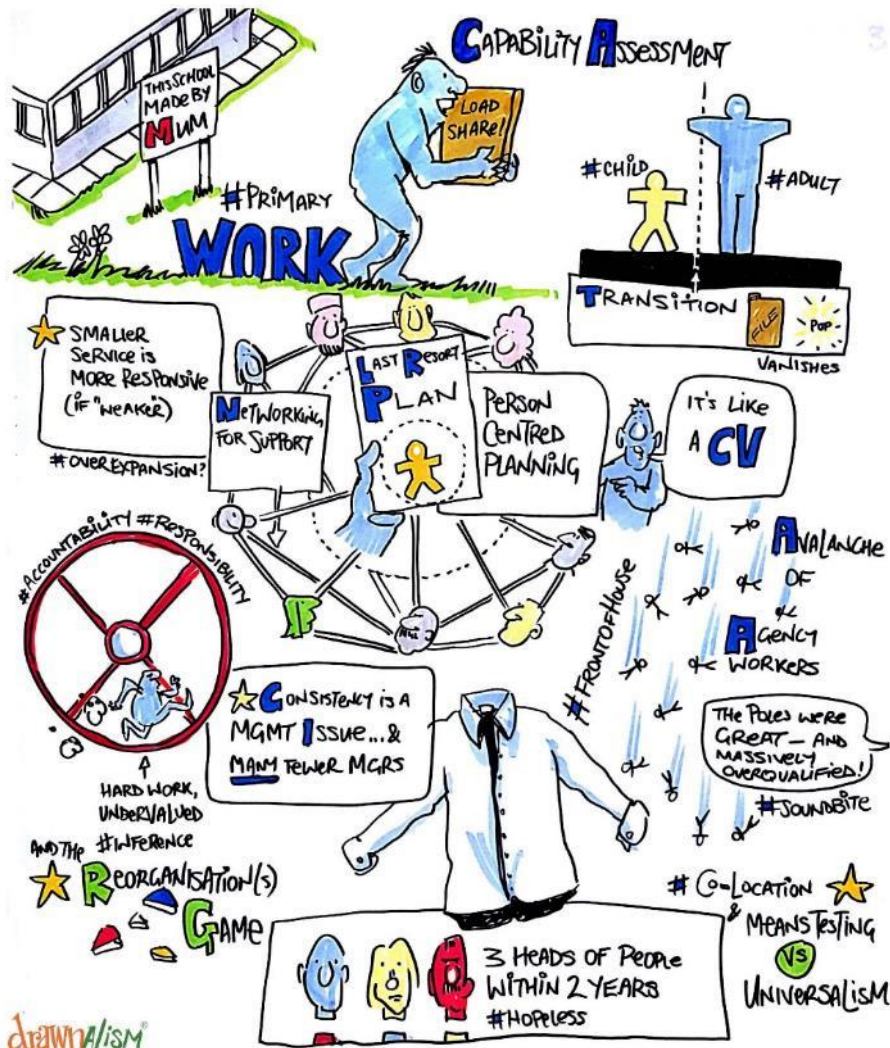 CAPABILITY ASSESSMENT
THIS SCHOOL
MADE BY
MUM
LOAD
SHARE!
#CHILD
#ADULT
#PRIMARY
WORK
TRANSITION
FILE
POP
VANISHES
SMALLER
SERVICE IS
MORE RESPONSIVE
(IF "WEAKER")
#OVEREXPANSION?
NETWORKING
FOR SUPPORT
LAST RESORT
PLAN
PERSON
CENTRED
PLANNING
IT'S LIKE
A CV
#ACCOUNTABILITY #RESPONSIBILITY
HARD WORK,
UNDERVALUED
#INFERENCE
AVALANCHE
OF
AGENCY
WORKERS
#FRONTOFHOUSE
CONSISTENCY IS A
MGMT ISSUE...&
MANY FEWER MGRS
THE POLES WERE
GREAT – AND
MASSIVELY
OVERQUALIFIED!
#SOUNDBITE
AND THE
REORGANISATION(S)
GAME
3 HEADS OF PEOPLE
WITHIN 2 YEARS
#HOPELESS
#CO-LOCATION
& MEANS TESTING
VS
UNIVERSALISM
drawnalism®